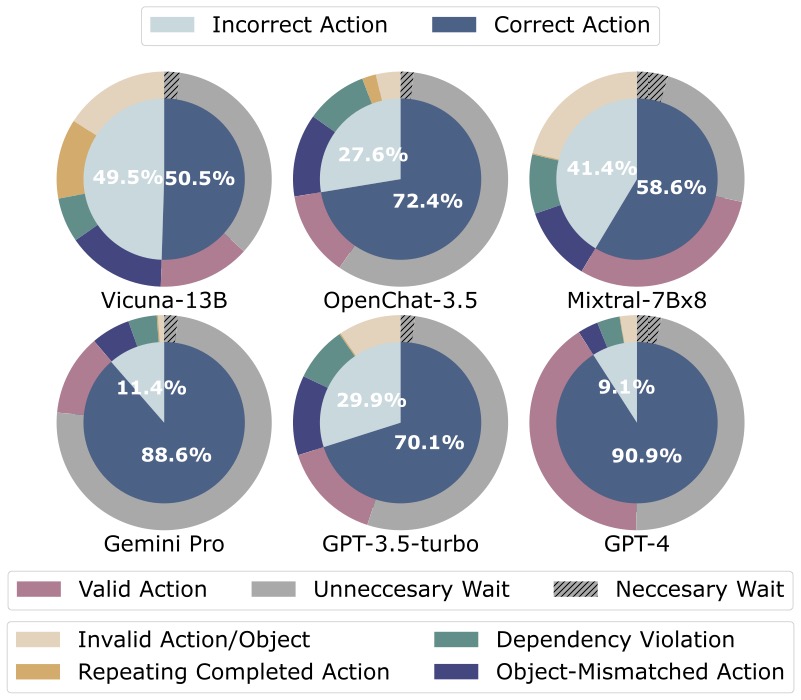 Incorrect Action Correct Action
49.5% 50.5%
27.6%
72.4%
41.4%
58.6%
Vicuna-13B OpenChat-3.5 Mixtral-7Bx8
11.4%
88.6%
29.9%
70.1%
9.1%
90.9%
Gemini Pro GPT-3.5-turbo GPT-4
Valid Action Unneccesary Wait Neccesary Wait
Invalid Action/Object Dependency Violation
Repeating Completed Action Object-Mismatched Action